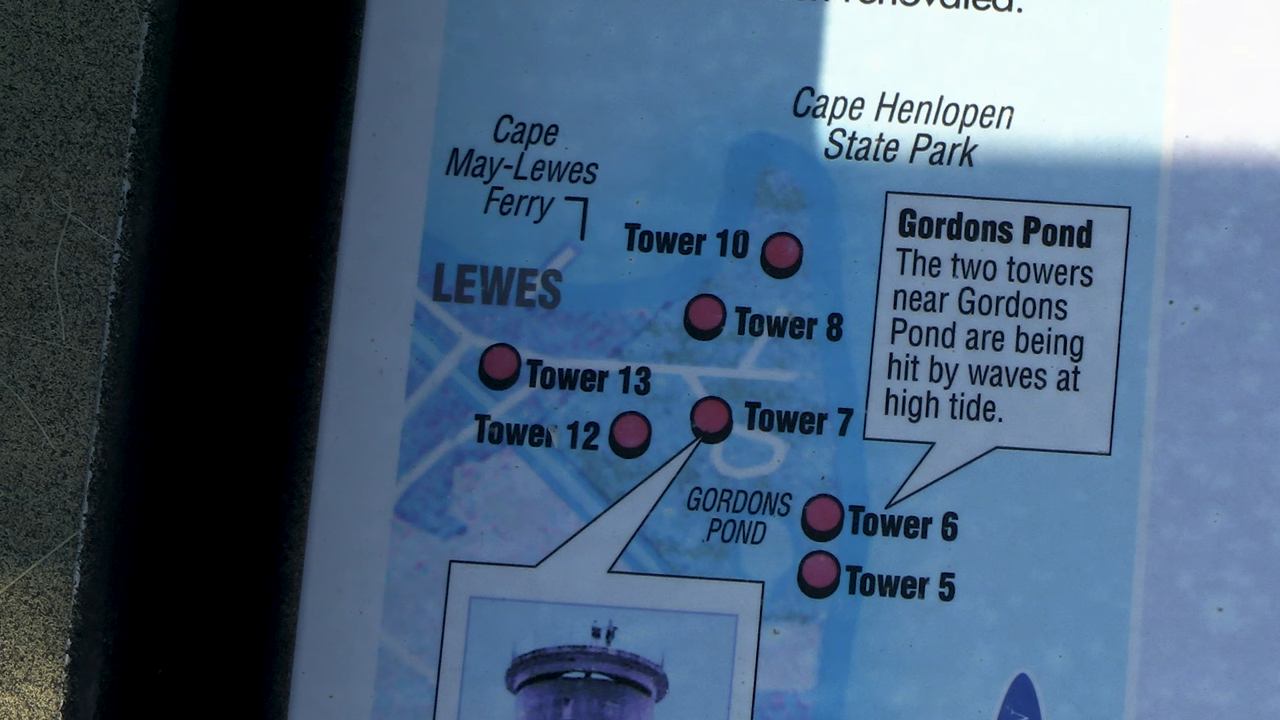 renovated.
Cape Henlopen
State Park
Cape
May-Lewes
Ferry
Tower 10
LEWES
Tower 8
Tower 13
Tower 12
Tower 7
Gordons Pond
The two towers
near Gordons
Pond are being
hit by waves at
high tide.
GORDONS
POND
Tower 6
Tower 5
N